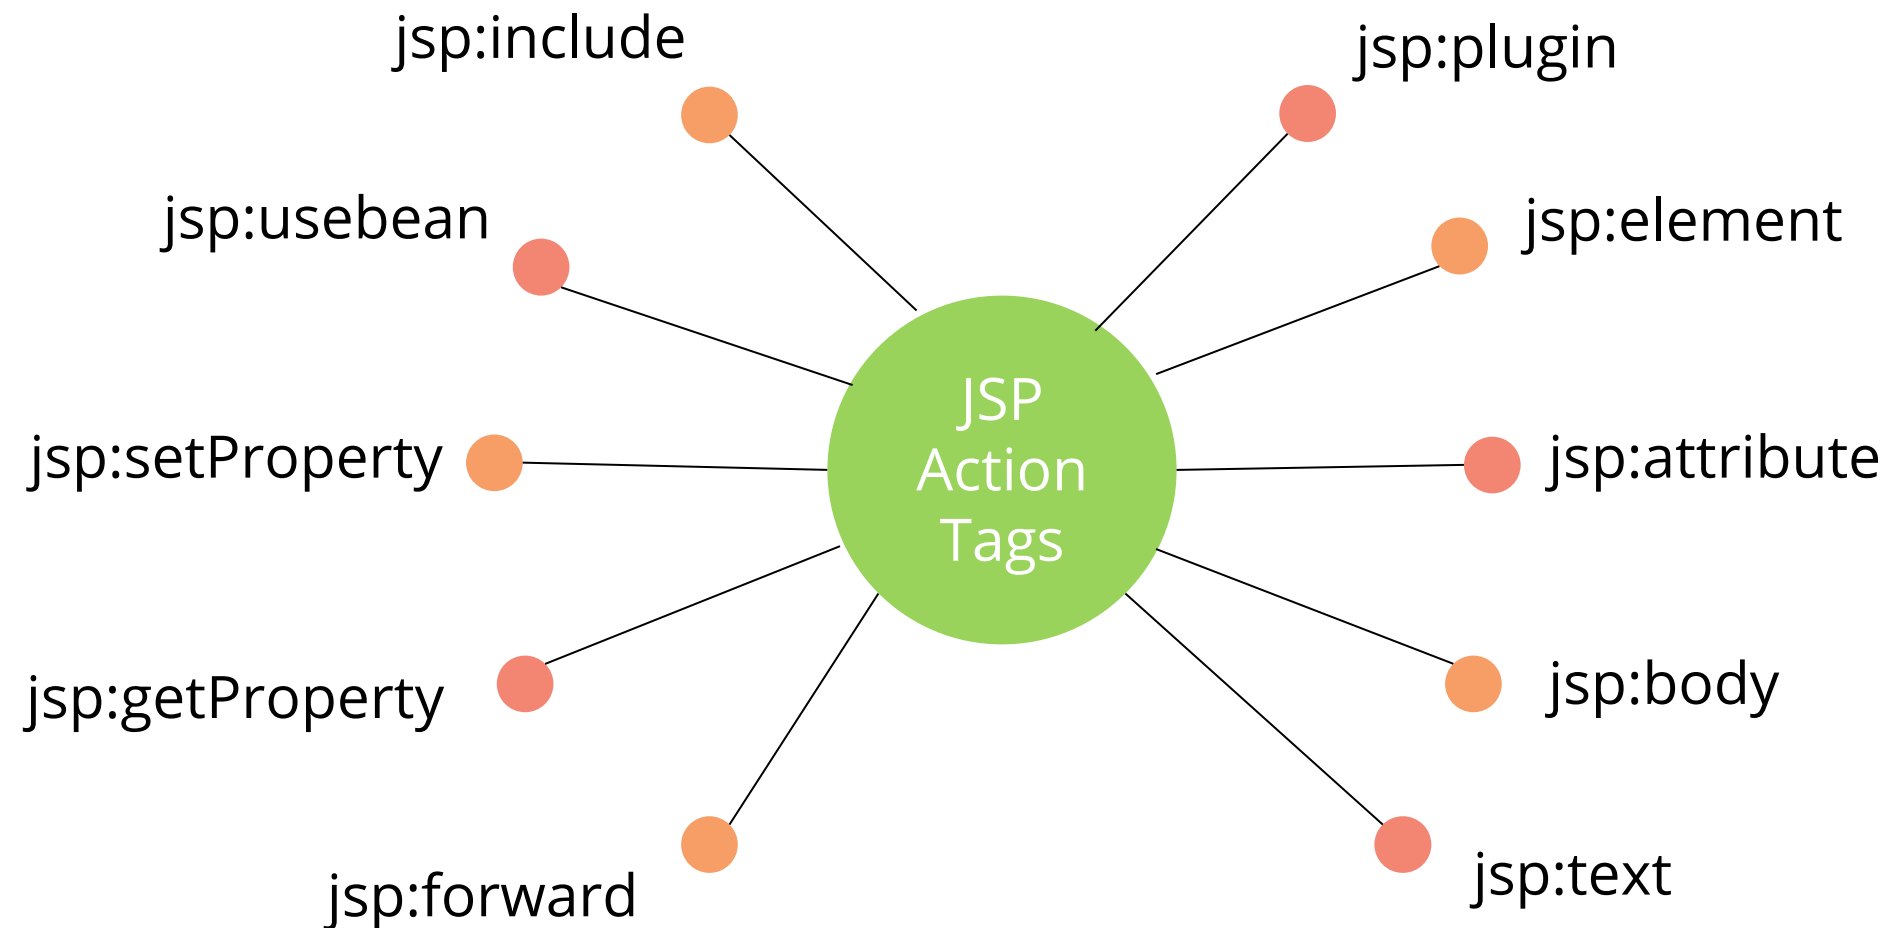 jsp:include
jsp:plugin
jsp:usebean
jsp:element
JSP
Action
Tags
jsp:setProperty
jsp:attribute
jsp:getProperty
jsp:body
jsp:forward
jsp:text